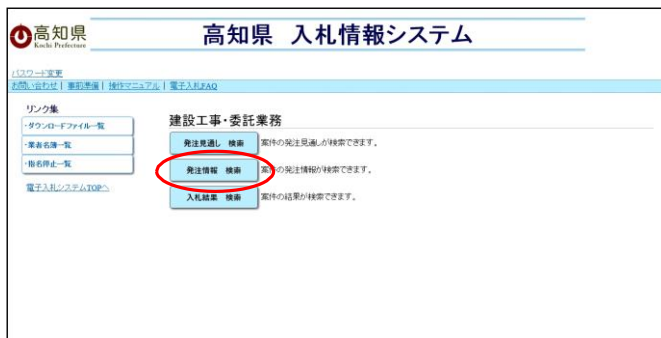 高知県
Kochi Prefecture
高知県 入札情報システム
パスワード変更
お問い合わせ | 事前準備 | 操作マニュアル | 電子入札FAQ
リンク集
・ダウンロードファイル一覧
・業者名簿一覧
・指名停止一覧
電子入札システムTOPへ
建設工事・委託業務
発注見通し 検索 案件の発注見通しが検索できます。
発注情報 検索 案件の発注情報が検索できます。
入札結果 検索 案件の結果が検索できます。